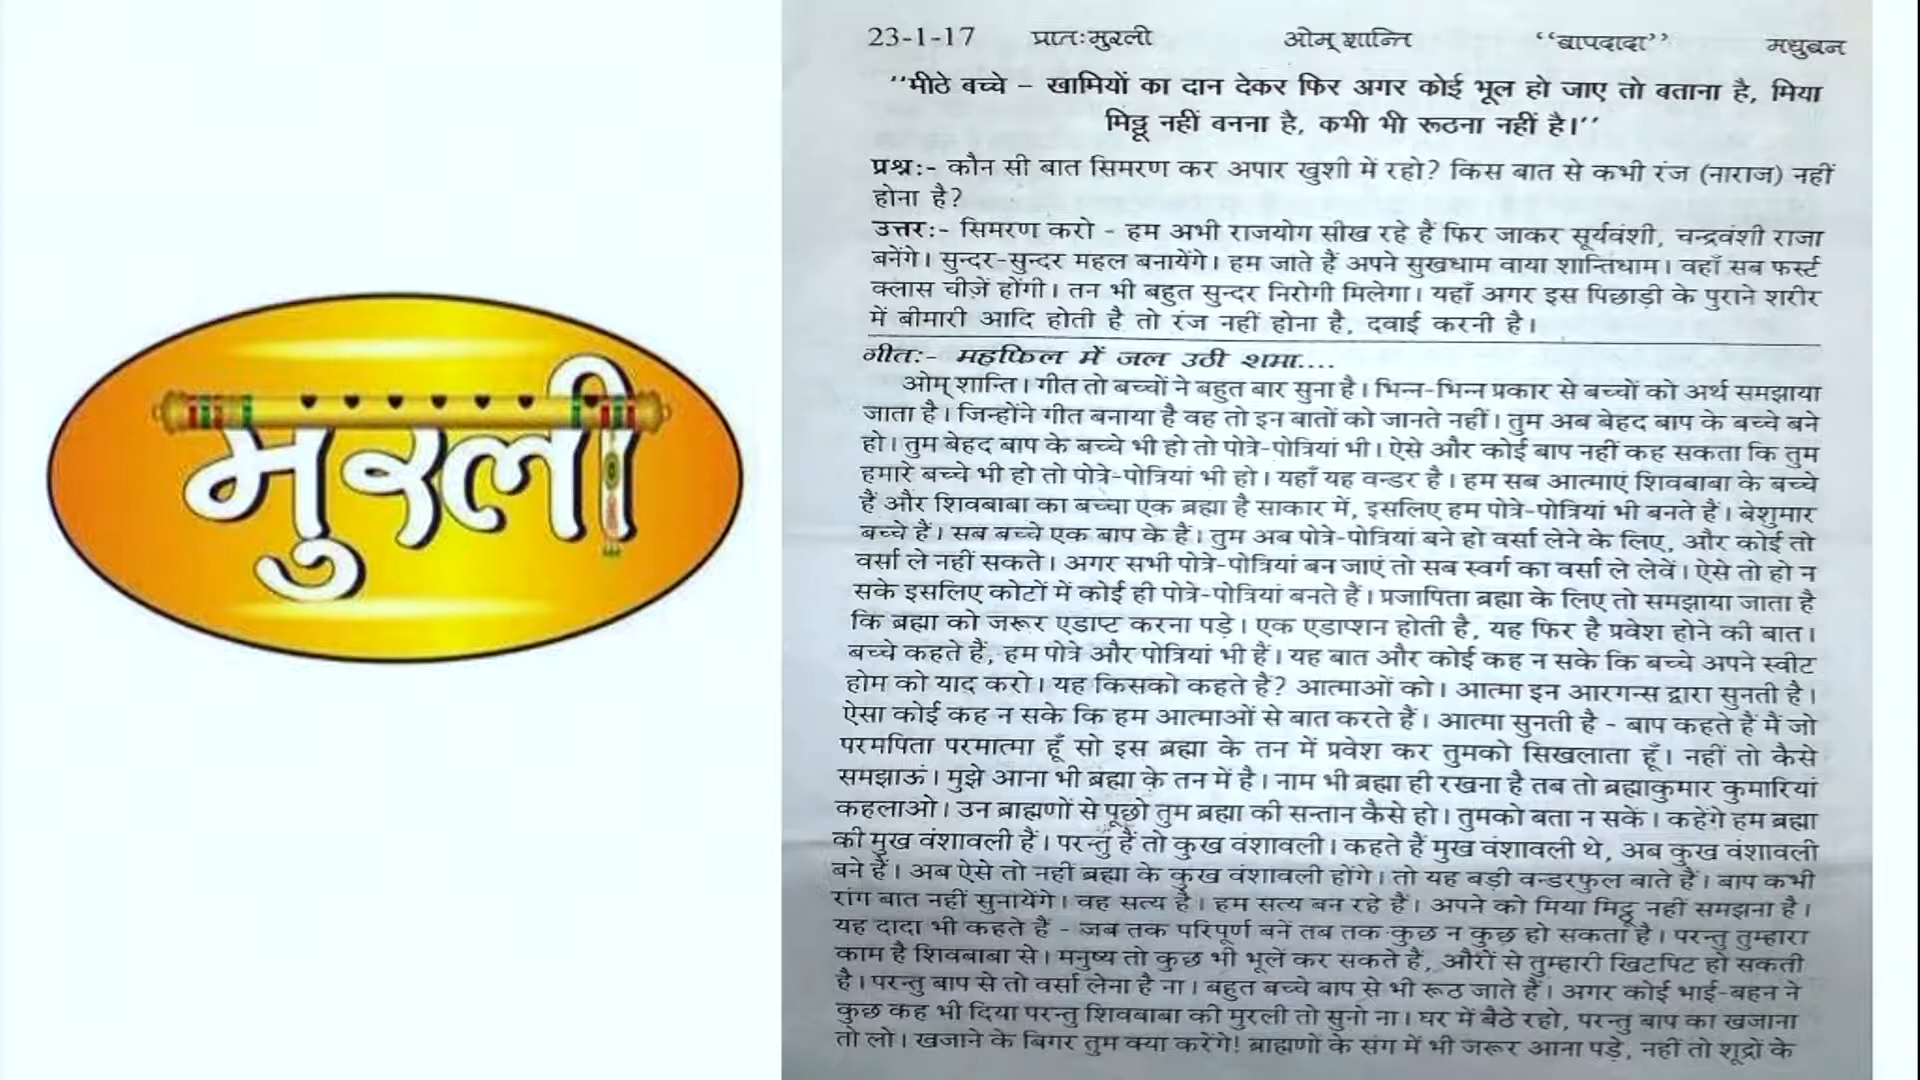 मुरली
23-1-17 प्रातःमुरली ओम् शान्ति ‘‘बापदादा’’ मधुबन
‘‘मीठे बच्चे – खामियों का दान देकर फिर अगर कोई भूल हो जाए तो बताना है, मिया
मिट्ठू नहीं बनना है, कभी भी रूठना नहीं है।’’
प्रश्नः- कौन सी बात सिमरण कर अपार खुशी में रहो? किस बात से कभी रंज (नाराज) नहीं
होना है?
उत्तरः- सिमरण करो - हम अभी राजयोग सीख रहे हैं फिर जाकर सूर्यवंशी, चन्द्रवंशी राजा
बनेंगे। सुन्दर-सुन्दर महल बनायेंगे। हम जाते हैं अपने सुखधाम वाया शान्तिधाम। वहाँ सब फर्स्ट
क्लास चीज़ें होंगी। तन भी बहुत सुन्दर निरोगी मिलेगा। यहाँ अगर इस पिछाड़ी के पुराने शरीर
में बीमारी आदि होती है तो रंज नहीं होना है, दवाई करनी है।
गीतः- महफिल में जल उठी शमा....
ओम् शान्ति। गीत तो बच्चों ने बहुत बार सुना है। भिन्न-भिन्न प्रकार से बच्चों को अर्थ समझाया
जाता है। जिन्होंने गीत बनाया है वह तो इन बातों को जानते नहीं। तुम अब बेहद बाप के बच्चे बने
हो। तुम बेहद बाप के बच्चे भी हो तो पोत्रे-पोत्रियां भी। ऐसे और कोई बाप नहीं कह सकता कि तुम
हमारे बच्चे भी हो तो पोत्रे-पोत्रियां भी हो। यहाँ यह वन्डर है। हम सब आत्माएं शिवबाबा के बच्चे
हैं और शिवबाबा का बच्चा एक ब्रह्मा है साकार में, इसलिए हम पोत्रे-पोत्रियां भी बनते हैं। बेशुमार
बच्चे हैं। सब बच्चे एक बाप के हैं। तुम अब पोत्रे-पोत्रियां बने हो वर्सा लेने के लिए, और कोई तो
वर्सा ले नहीं सकते। अगर सभी पोत्रे-पोत्रियां बन जाएं तो सब स्वर्ग का वर्सा ले लेवें। ऐसे तो हो न
सके इसलिए कोटों में कोई ही पोत्रे-पोत्रियां बनते हैं। प्रजापिता ब्रह्मा के लिए तो समझाया जाता है
कि ब्रह्मा को जरूर एडाप्ट करना पड़े। एक एडाप्शन होती है, यह फिर है प्रवेश होने की बात।
बच्चे कहते हैं, हम पोत्रे और पोत्रियां भी हैं। यह बात और कोई कह न सके कि बच्चे अपने स्वीट
होम को याद करो। यह किसको कहते हैं? आत्माओं को। आत्मा इन आरगन्स द्वारा सुनती है।
ऐसा कोई कह न सके कि हम आत्माओं से बात करते हैं। आत्मा सुनती है - बाप कहते हैं मैं जो
परमपिता परमात्मा हूँ सो इस ब्रह्मा के तन में प्रवेश कर तुमको सिखलाता हूँ। नहीं तो कैसे
समझाऊं। मुझे आना भी ब्रह्मा के तन में है। नाम भी ब्रह्मा ही रखना है तब तो ब्रह्माकुमार कुमारियां
कहलाओ। उन ब्राह्मणों से पूछो तुम ब्रह्मा की सन्तान कैसे हो। तुमको बता न सकें। कहेंगे हम ब्रह्मा
की मुख वंशावली हैं। परन्तु हैं तो कुख वंशावली। कहते हैं मुख वंशावली थे, अब कुख वंशावली
बने हैं। अब ऐसे तो नहीं ब्रह्मा के कुख वंशावली होंगे। तो यह बड़ी वन्डरफुल बाते हैं। बाप कभी
रांग बात नहीं सुनायेंगे। वह सत्य है। हम सत्य बन रहे हैं। अपने को मिया मिट्ठू नहीं समझना है।
यह दादा भी कहते हैं - जब तक परिपूर्ण बनें तब तक कुछ न कुछ हो सकता है। परन्तु तुम्हारा
काम है शिवबाबा से। मनुष्य तो कुछ भी भूलें कर सकते हैं, औरों से तुम्हारी खिटपिट हो सकती
है। परन्तु बाप से तो वर्सा लेना है ना। बहुत बच्चे बाप से भी रूठ जाते हैं। अगर कोई भाई-बहन ने
कुछ कह भी दिया परन्तु शिवबाबा की मुरली तो सुनो ना। घर में बैठे रहो, परन्तु बाप का खजाना
तो लो। खजाने के बिगर तुम क्या करेंगे! ब्राह्मणों के संग में भी जरूर आना पड़े, नहीं तो शूद्रों के